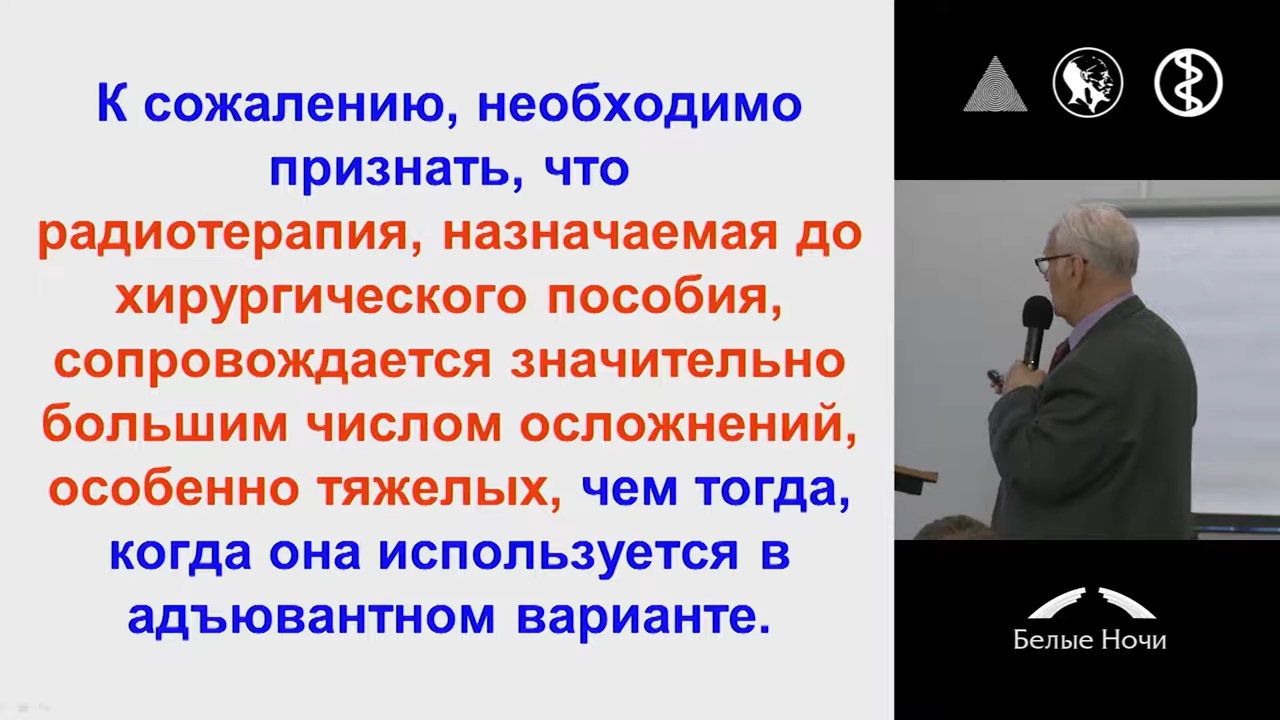 К сожалению, необходимо
признать, что
радиотерапия, назначаемая до
хирургического пособия,
сопровождается значительно
большим числом осложнений,
особенно тяжелых, чем тогда,
когда она используется в
адъювантном варианте.
Белые Ночи